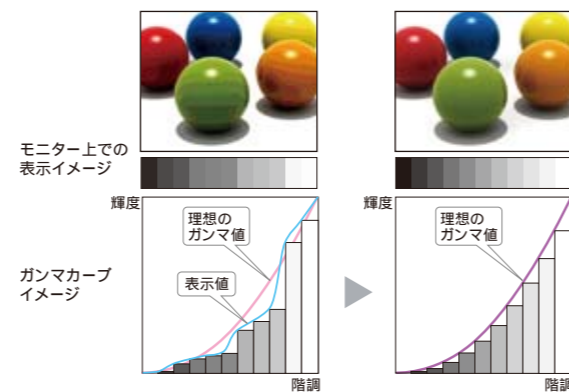 モニター上での
表示イメージ
輝度
理想の
ガンマ値
表示値
ガンマカーブ
イメージ
階調
輝度
理想の
ガンマ値
階調